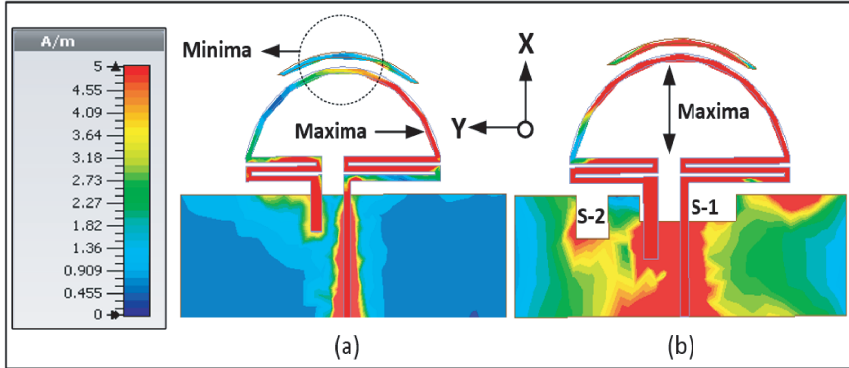 A/m
5
4.55
4.09
3.64
3.18
2.73
2.27
1.82
1.36
0.909
0.455
0
Minima
Maxima
X
Y
Maxima
S-2
S-1
(a)
(b)